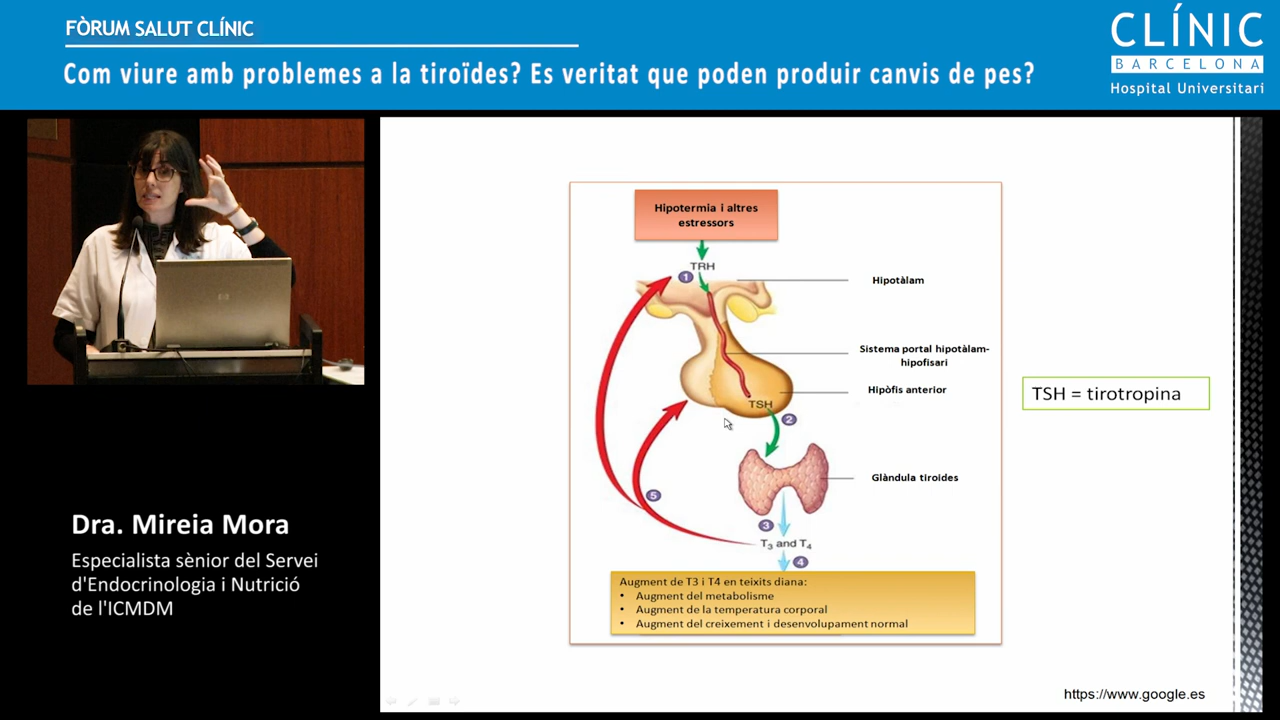 FÒRUM SALUT CLÍNIC
Com viure amb problemes a la tiroïdes? Es veritat que poden produir canvis de pes?
CLÍNIC
BARCELONA
Hospital Universitari
Hipotermia i altres
estressors
TRH
1
Hipotàlam
Sistema portal hipotàlam-
hipofisari
Hipòfis anterior
TSH
2
TSH = tirotropina
Glàndula tiroides
5
3
T3 and T4
4
Augment de T3 i T4 en teixits diana:
• Augment del metabolisme
• Augment de la temperatura corporal
• Augment del creixement i desenvolupament normal
Dra. Mireia Mora
Especialista sènior del Servei
d'Endocrinologia i Nutrició
de l'ICMDM
https://www.google.es